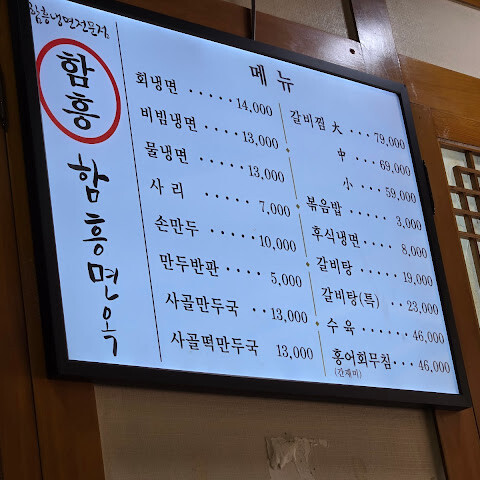 함흥냉면전문점
함흥
함흥면옥
메뉴
회냉면 ····· 14,000
비빔냉면 ···· 13,000
물냉면 ···· 13,000
사리 ···· 7,000
손만두 ···· 10,000
만두반판 ···· 5,000
사골만두국 ·· 13,000
사골떡만두국 13,000
갈비찜 大 ··· 79,000
中 ··· 69,000
小 ··· 59,000
볶음밥 ···· 3,000
후식냉면 ··· 8,000
갈비탕 ···· 19,000
갈비탕(특) ·· 23,000
수육 ····· 46,000
홍어회무침 ··· 46,000
(간재미)